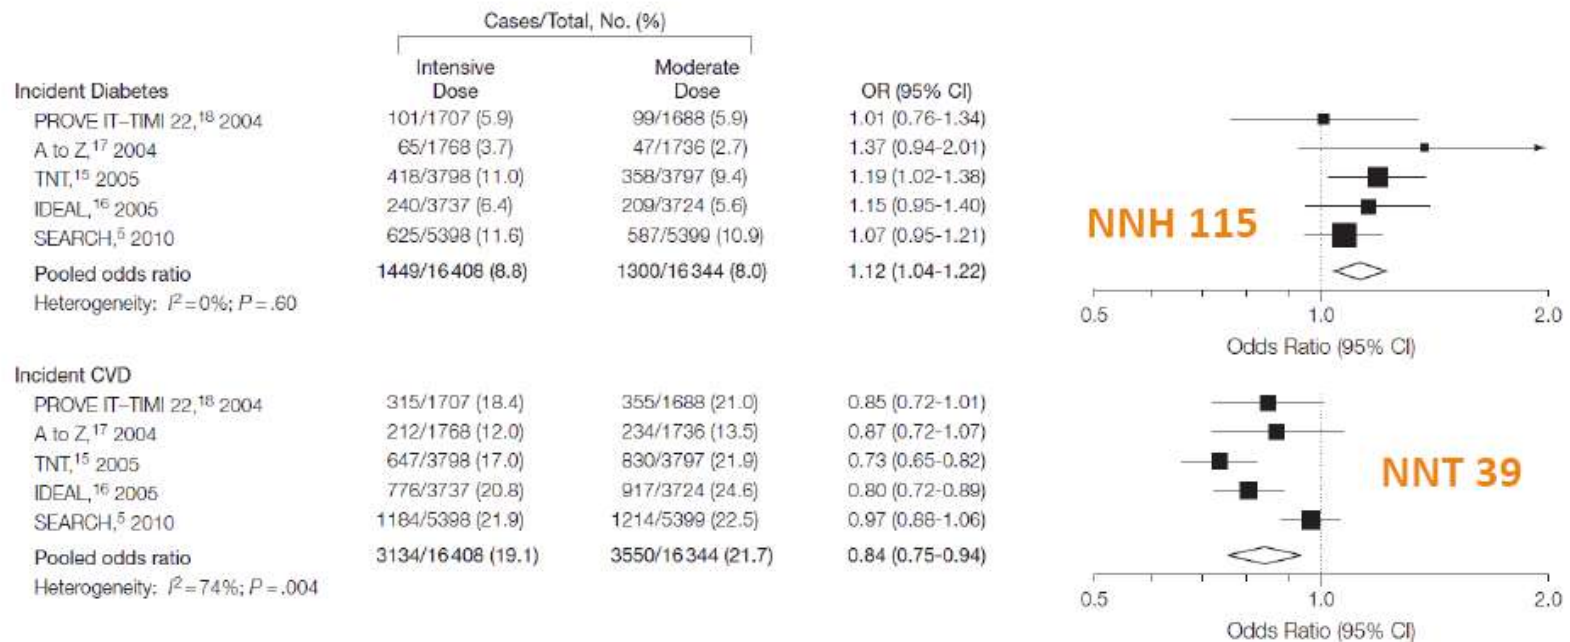 Cases/Total, No. (%)
Intensive Dose Moderate Dose
Incident Diabetes OR (95% CI)
PROVE IT–TIMI 22,18 2004 101/1707 (5.9) 99/1688 (5.9) 1.01 (0.76-1.34)
A to Z,17 2004 65/1768 (3.7) 47/1736 (2.7) 1.37 (0.94-2.01)
TNT,15 2005 418/3798 (11.0) 358/3797 (9.4) 1.19 (1.02-1.38)
IDEAL,16 2005 240/3737 (6.4) 209/3724 (5.6) 1.15 (0.95-1.40)
SEARCH,5 2010 625/5398 (11.6) 587/5399 (10.9) 1.07 (0.95-1.21)
NNH 115
Pooled odds ratio 1449/16 408 (8.8) 1300/16 344 (8.0) 1.12 (1.04-1.22)
Heterogeneity: I2=0%; P=.60
0.5 1.0 2.0
Odds Ratio (95% CI)
Incident CVD
PROVE IT–TIMI 22,18 2004 315/1707 (18.4) 355/1688 (21.0) 0.85 (0.72-1.01)
A to Z,17 2004 212/1768 (12.0) 234/1736 (13.5) 0.87 (0.72-1.07)
TNT,15 2005 647/3798 (17.0) 830/3797 (21.9) 0.73 (0.65-0.82)
IDEAL,16 2005 776/3737 (20.8) 917/3724 (24.6) 0.80 (0.72-0.89)
SEARCH,5 2010 1184/5398 (21.9) 1214/5399 (22.5) 0.97 (0.88-1.06)
NNT 39
Pooled odds ratio 3134/16 408 (19.1) 3550/16 344 (21.7) 0.84 (0.75-0.94)
Heterogeneity: I2=74%; P=.004
0.5 1.0 2.0
Odds Ratio (95% CI)